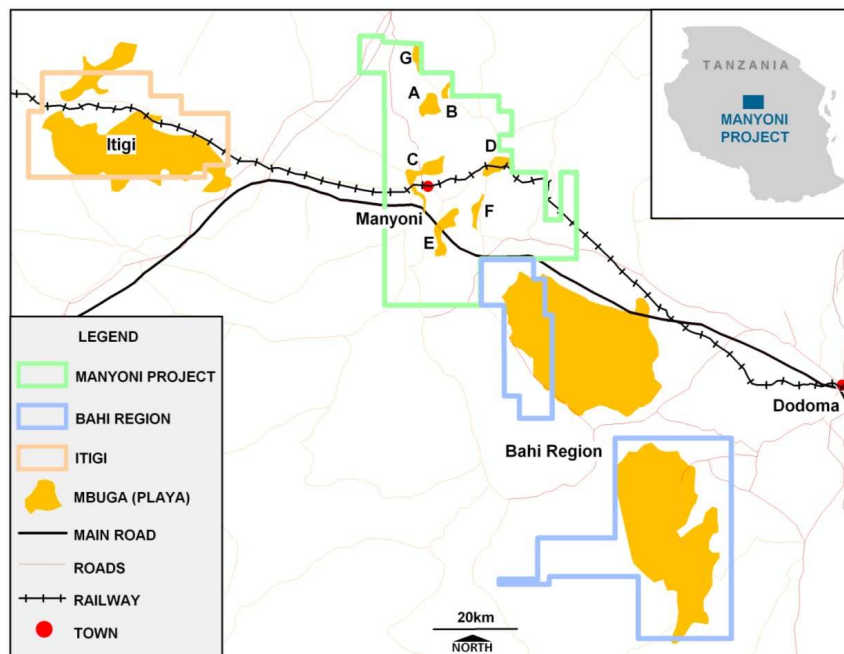 TANZANIA
MANYONI
PROJECT
G
A
B
C
D
Itigi
Manyoni
F
E
LEGEND
MANYONI PROJECT
BAHI REGION
ITIGI
MBUGA (PLAYA)
MAIN ROAD
ROADS
RAILWAY
TOWN
Dodoma
Bahi Region
20km
NORTH